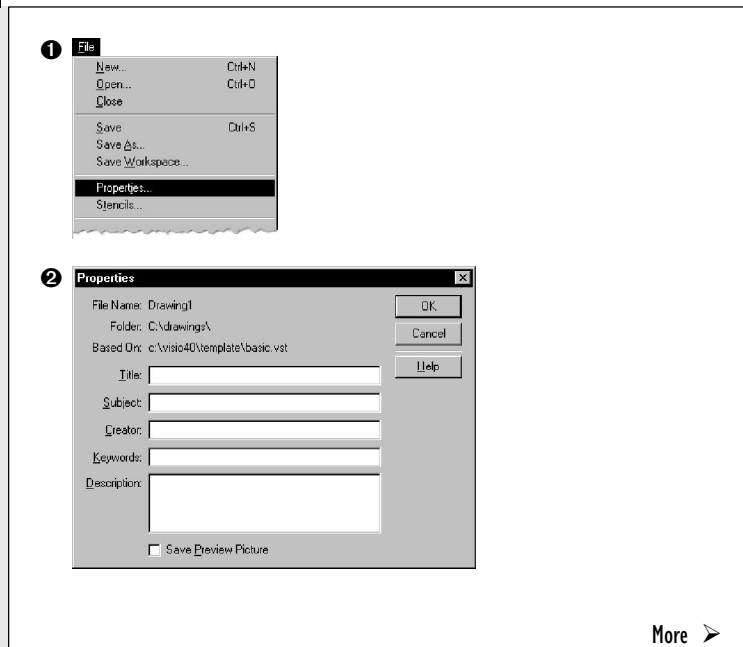 ❶ File
New... Ctrl+N
Open... Ctrl+O
Close
Save Ctrl+S
Save As...
Save Workspace...
Properties...
Stencils...
❷ Properties
File Name: Drawing1
OK
Folder: C:\drawings\
Cancel
Based On: c:\visio40\template\basic.vst
Help
Title:
Subject:
Creator:
Keywords:
Description:
Save Preview Picture
More ➢